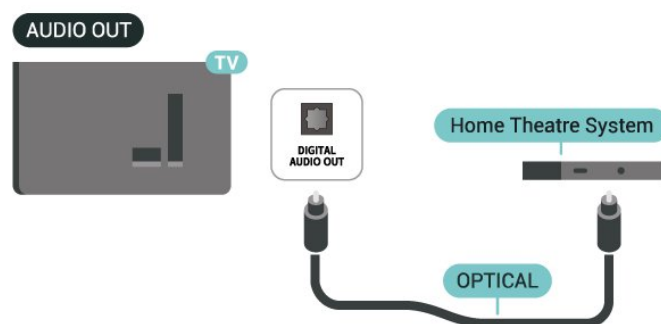 AUDIO OUT
TV
DIGITAL
AUDIO OUT
Home Theatre System
OPTICAL